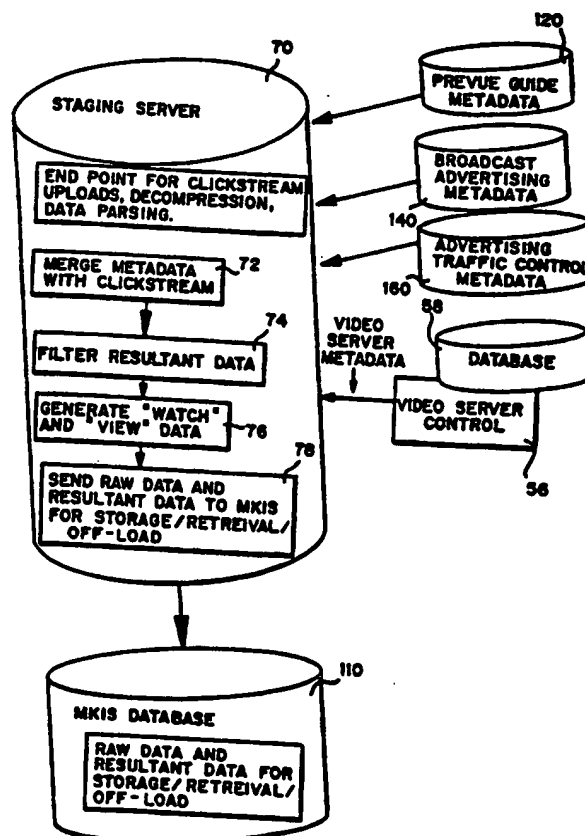 70
STAGING SERVER
END POINT FOR CLICKSTREAM
UPLOADS, DECOMPRESSION,
DATA PARSING.
MERGE METADATA
WITH CLICKSTREAM
72
FILTER RESULTANT DATA
74
GENERATE "WATCH"
AND "VIEW" DATA
76
SEND RAW DATA AND
RESULTANT DATA TO MKIS
FOR STORAGE/RETREIVAL/
OFF-LOAD
78
120
PREVUE GUIDE
METADATA
BROADCAST
ADVERTISING
METADATA
140
ADVERTISING
TRAFFIC CONTROL
METADATA
160
58
DATABASE
VIDEO
SERVER
METADATA
VIDEO SERVER
CONTROL
56
110
MKIS DATABASE
RAW DATA AND
RESULTANT DATA FOR
STORAGE/RETREIVAL/
OFF-LOAD